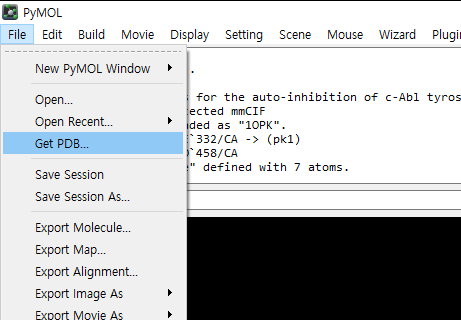 PyMOL
File Edit Build Movie Display Setting Scene Mouse Wizard Plugin
New PyMOL Window
.
s for the auto-inhibition of c-Abl tyros
Open...
tected mmCIF
Open Recent...
ded as "1OPK".
`332/CA -> (pk1)
Get PDB...
`458/CA
e" defined with 7 atoms.
Save Session
Save Session As...
Export Molecule...
Export Map...
Export Alignment...
Export Image As
Export Movie As